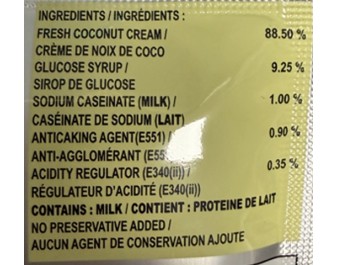 INGREDIENTS / INGRÉDIENTS :
FRESH COCONUT CREAM / 88.50 %
CRÈME DE NOIX DE COCO
GLUCOSE SYRUP / 9.25 %
SIROP DE GLUCOSE
SODIUM CASEINATE (MILK) / 1.00 %
CASÉINATE DE SODIUM (LAIT)
ANTICAKING AGENT(E551) / 0.90 %
ANTI-AGGLOMÉRANT (E55
ACIDITY REGULATOR (E340(ii)) / 0.35 %
RÉGULATEUR D'ACIDITÉ (E340(ii))
CONTAINS : MILK / CONTIENT : PROTEINE DE LAIT
NO PRESERVATIVE ADDED /
AUCUN AGENT DE CONSERVATION AJOUTE